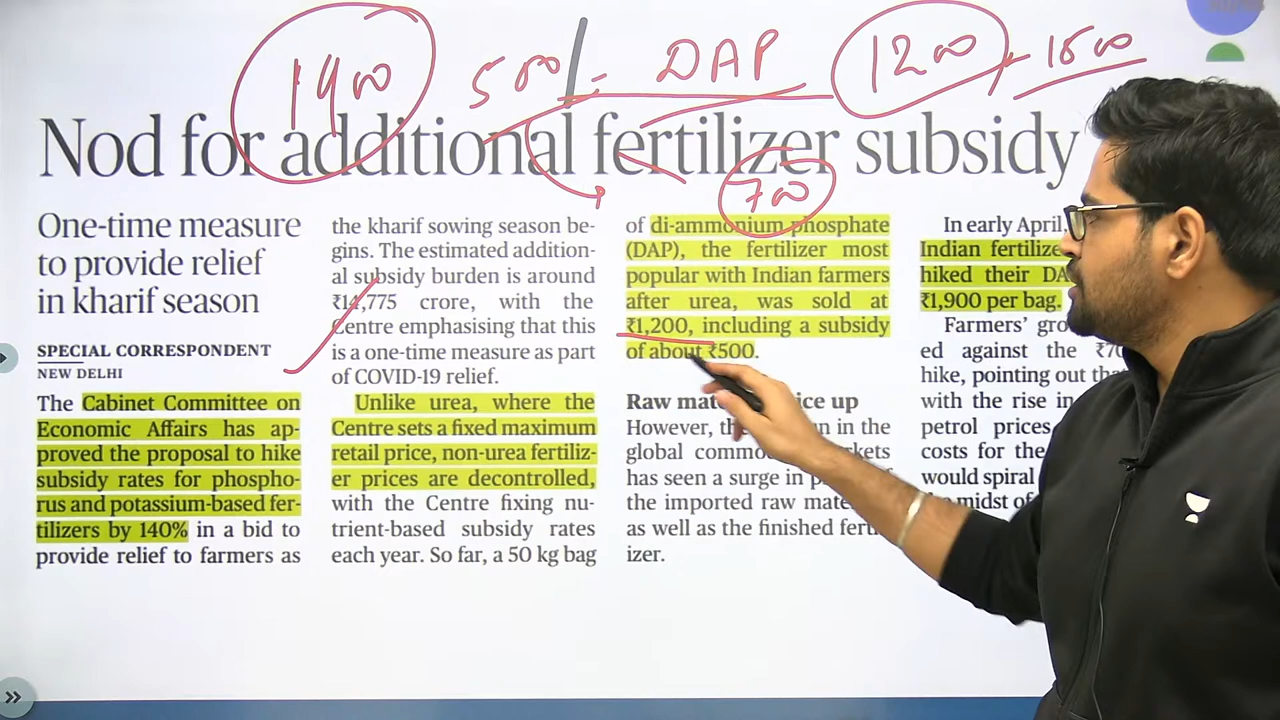 1900 500/- DAP 1200
Nod for additional fertilizer subsidy
700
One-time measure
to provide relief
in kharif season
SPECIAL CORRESPONDENT
NEW DELHI
The Cabinet Committee on
Economic Affairs has ap-
proved the proposal to hike
subsidy rates for phospho-
rus and potassium-based fer-
tilizers by 140% in a bid to
provide relief to farmers as
the kharif sowing season be-
gins. The estimated addition-
al subsidy burden is around
₹14,775 crore, with the
Centre emphasising that this
is a one-time measure as part
of COVID-19 relief.
Unlike urea, where the
Centre sets a fixed maximum
retail price, non-urea fertiliz-
er prices are decontrolled,
with the Centre fixing nu-
trient-based subsidy rates
each year. So far, a 50 kg bag
of di-ammonium phosphate
(DAP), the fertilizer most
popular with Indian farmers
after urea, was sold at
₹1,200, including a subsidy
of about ₹500.
Raw ice up
However, in the
global
has seen a surge in of
the imported raw
as well as the finished
izer.
In early April,
Indian
hiked their
₹1,900 per bag.
Farmers'
ed against the
hike, pointing out
with the rise in
petrol prices
costs for the
would spiral
midst of